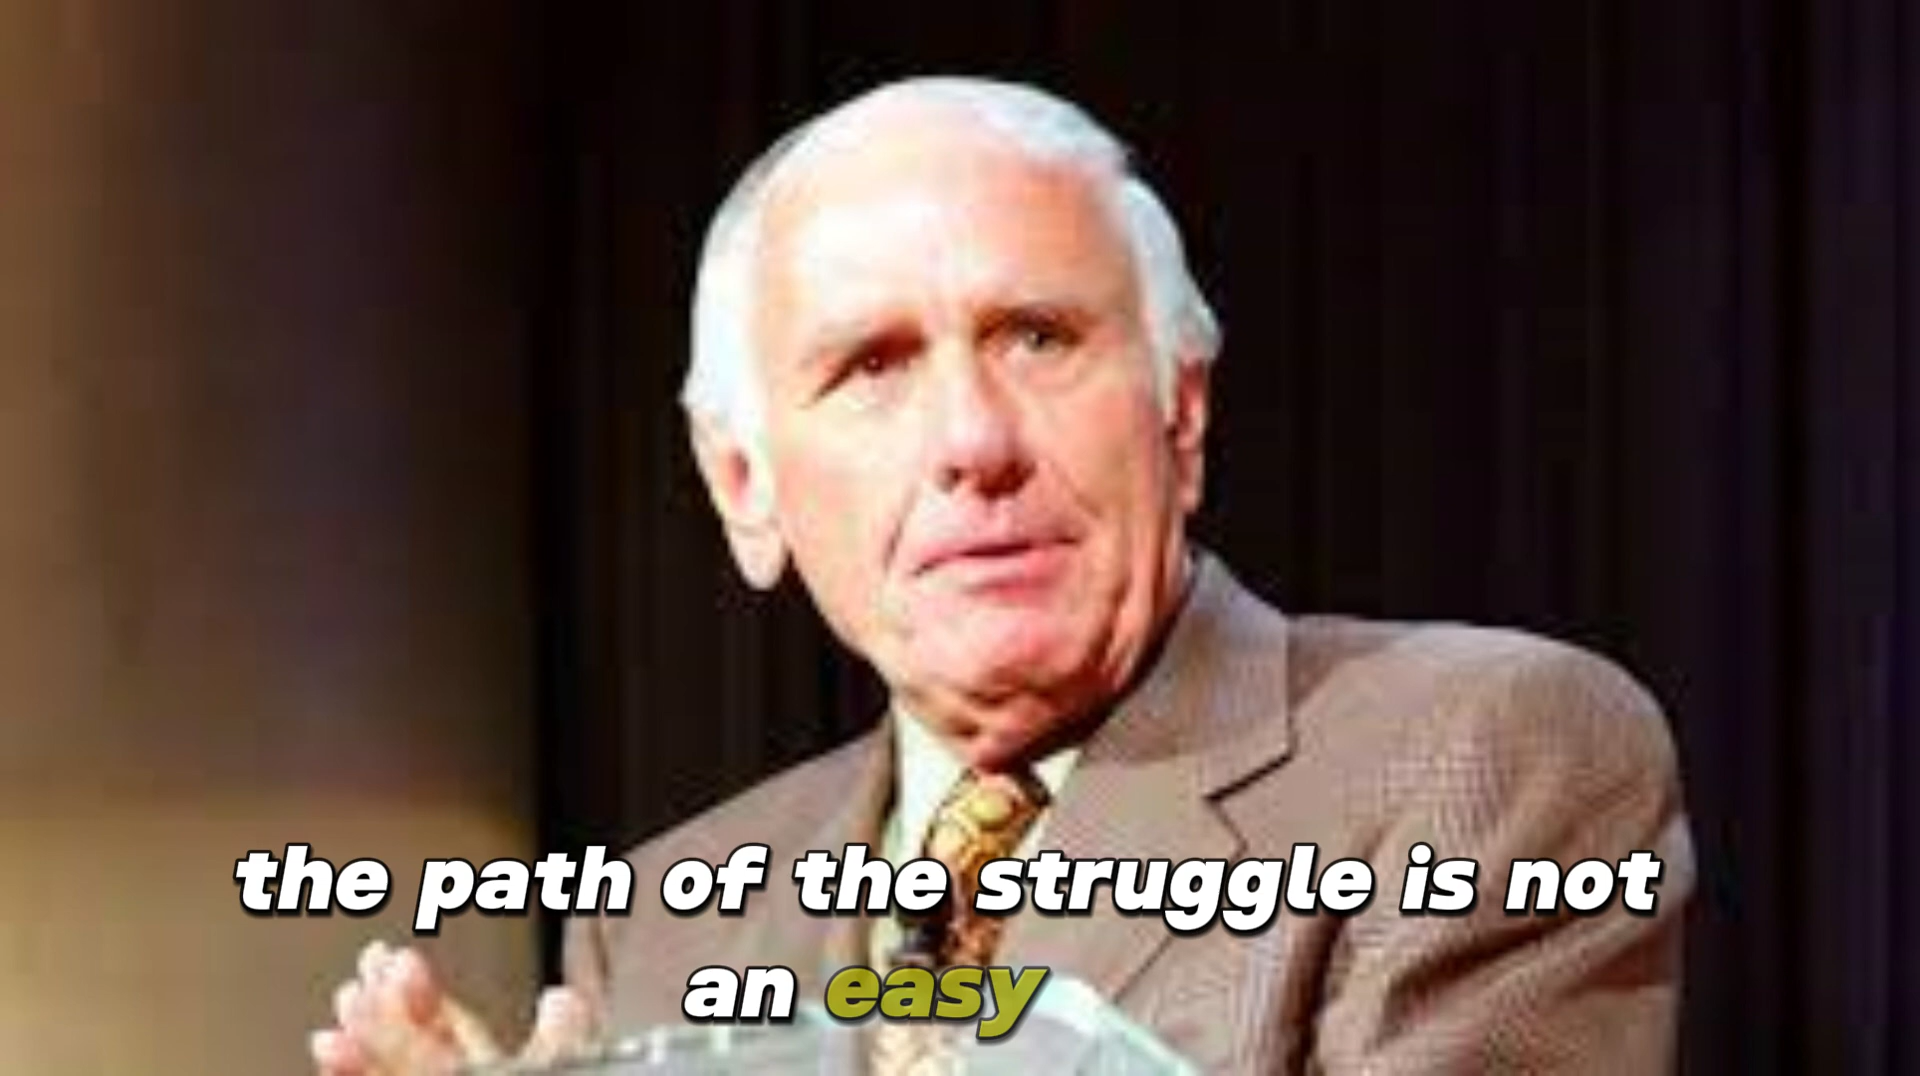 the path of the struggle is not
an easy